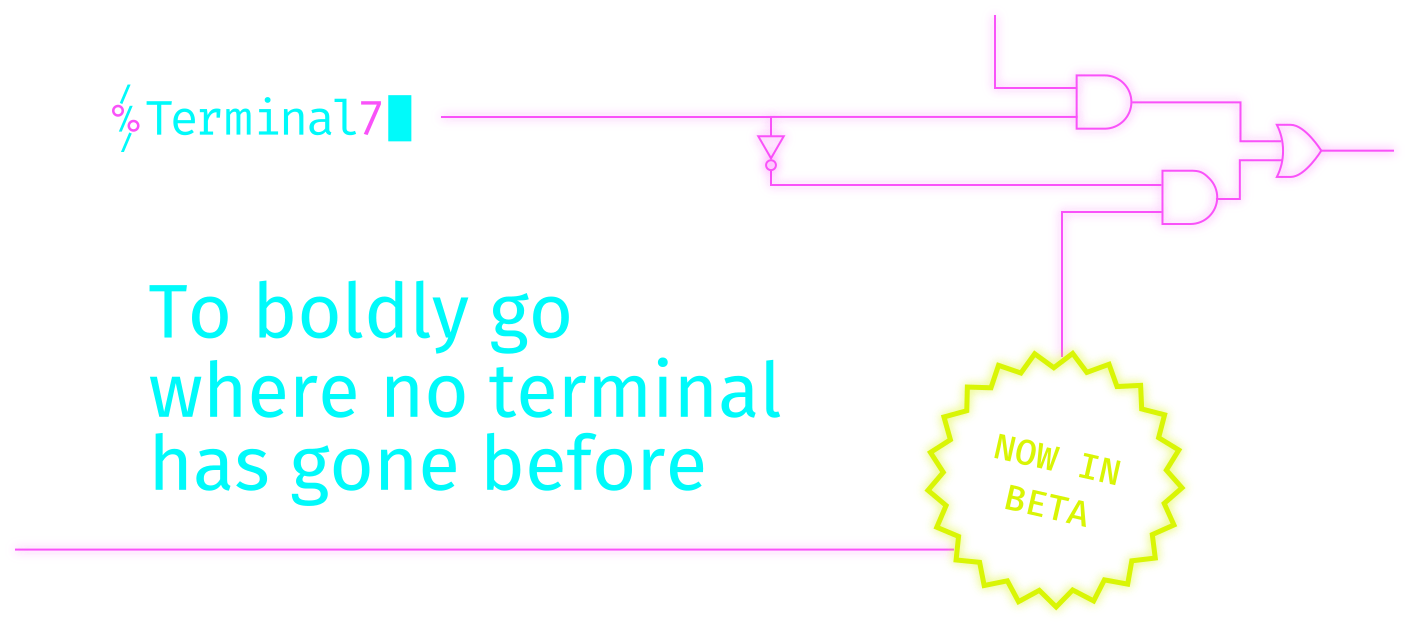 Terminal7
To boldly go
where no terminal
has gone before
NOW IN
BETA